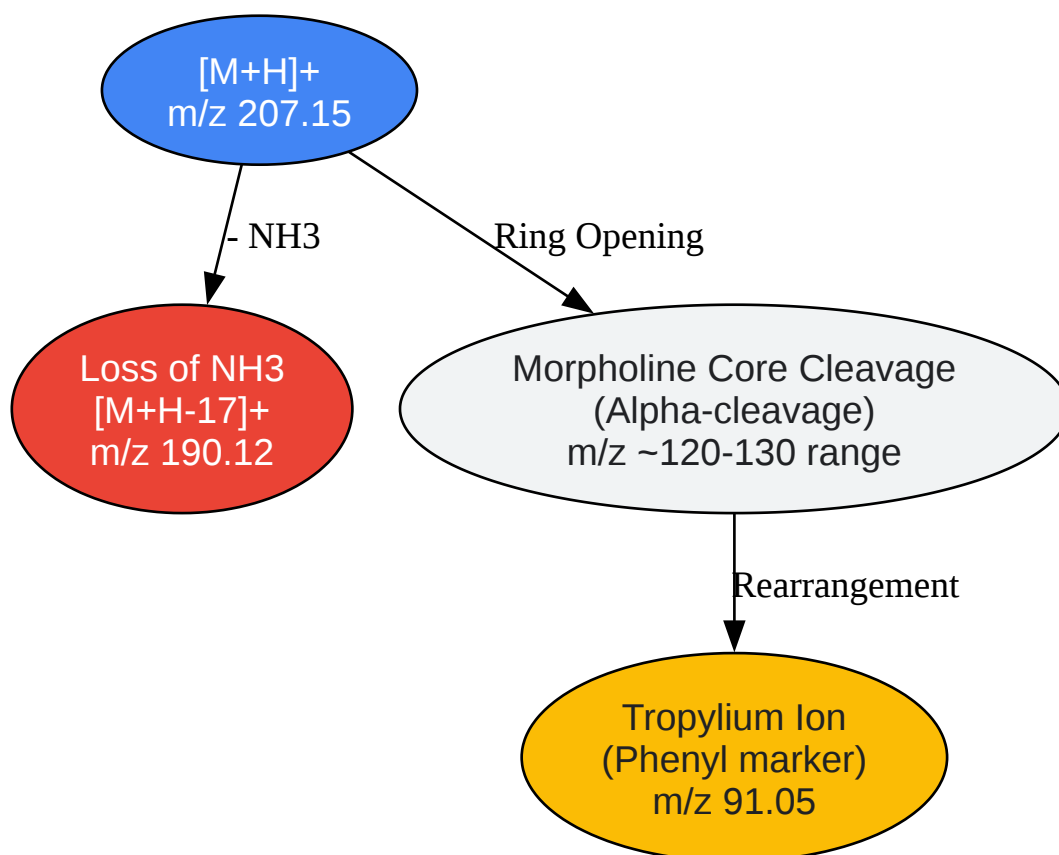 [M+H]+
m/z 207.15
- NH3
Ring Opening
Loss of NH3
[M+H-17]+
m/z 190.12
Morpholine Core Cleavage
(Alpha-cleavage)
m/z ~120-130 range
Rearrangement
Tropylium Ion
(Phenyl marker)
m/z 91.05